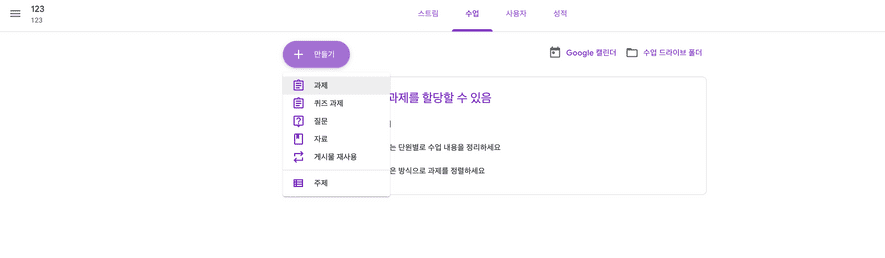 123
123
스트림
수업
사용자
성적
만들기
Google 캘린더
수업 드라이브 폴더
과제
퀴즈 과제
질문
자료
게시물 재사용
주제
과제를 할당할 수 있음
는 단원별로 수업 내용을 정리하세요
은 방식으로 과제를 정렬하세요